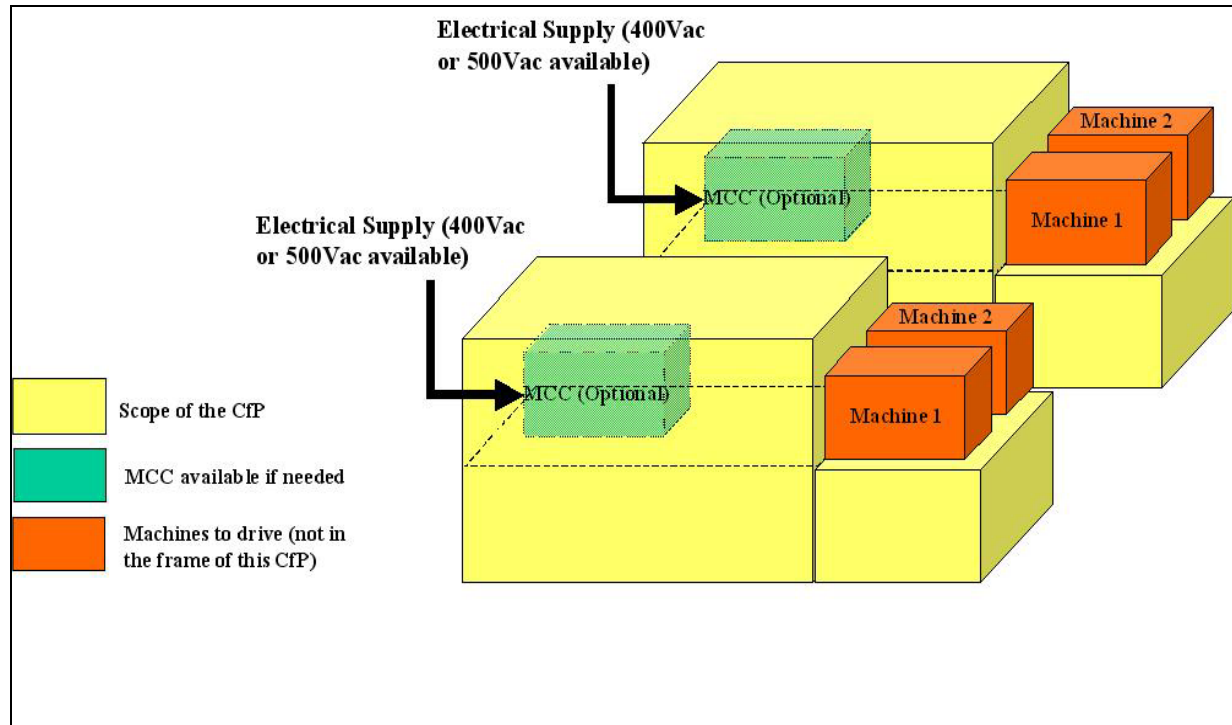 Electrical Supply (400Vac
or 500Vac available)
Machine 2
MCC (Optional)
Machine 1
Electrical Supply (400Vac
or 500Vac available)
Machine 2
MCC (Optional)
Machine 1
Scope of the CfP
MCC available if needed
Machines to drive (not in
the frame of this CfP)